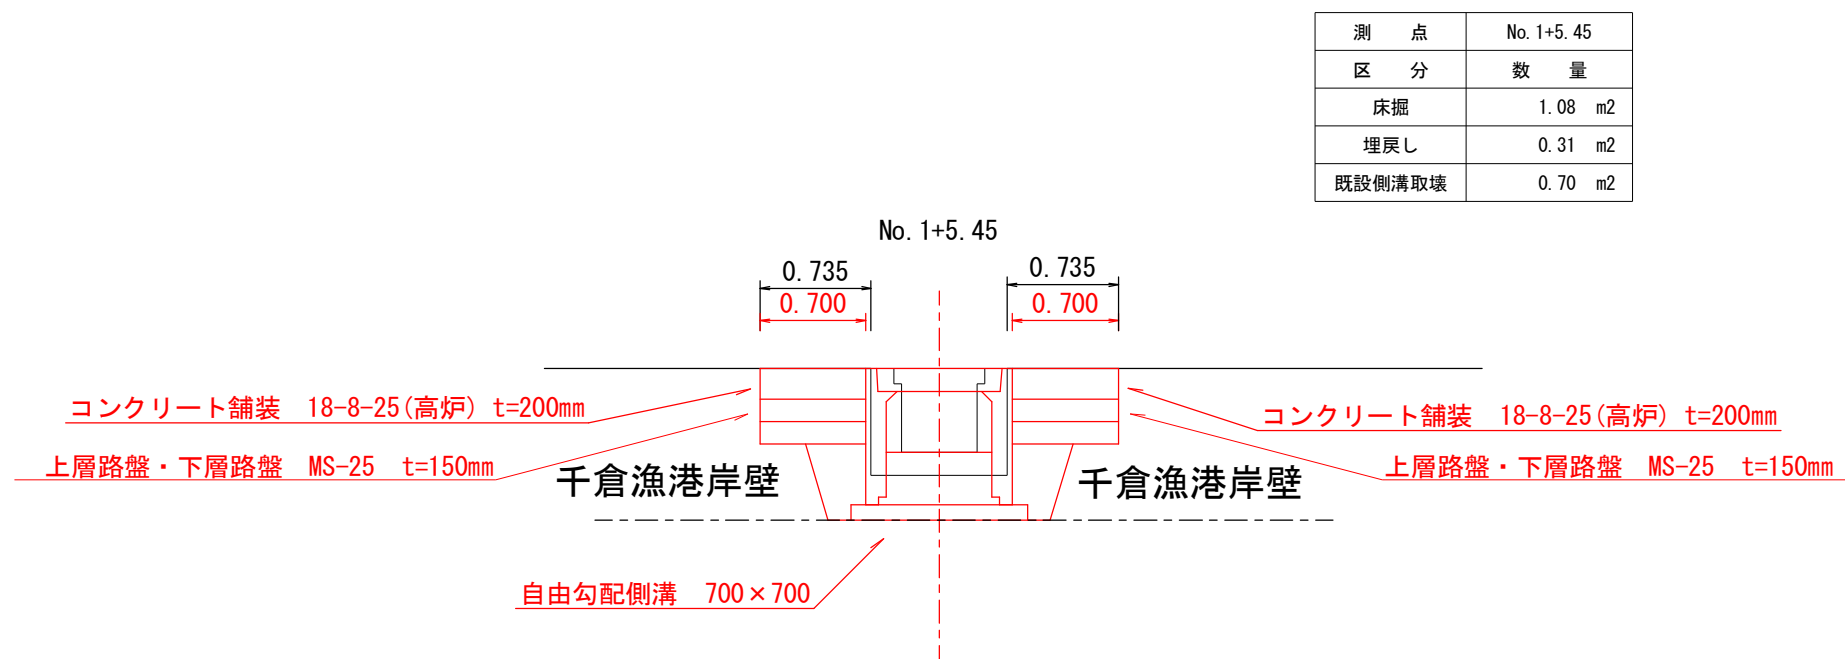 測　点　No.1+5.45
区　分　数　量
床掘　1.08　m2
埋戻し　0.31　m2
既設側溝取壊　0.70　m2
No.1+5.45
0.735　0.735
0.700　0.700
コンクリート舗装　18-8-25(高炉) t=200mm
コンクリート舗装　18-8-25(高炉) t=200mm
上層路盤・下層路盤　MS-25　t=150mm
上層路盤・下層路盤　MS-25　t=150mm
千倉漁港岸壁　千倉漁港岸壁
自由勾配側溝　700×700